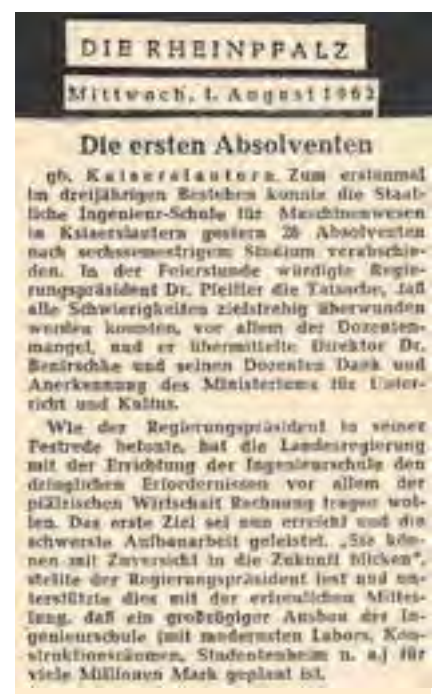 DIE RHEINPFALZ
Mittwoch, 1. August 1962
Die ersten Absolventen
gb. Kaiserslautern. Zum erstenmal
im dreijährigen Bestehen konnte die Staat-
liche Ingenieur-Schule für Maschinenwesen
in Kaiserslautern gestern 28 Absolventen
nach sechssemestrigem Studium verabschie-
den. In der Feierstunde würdigte Regie-
rungspräsident Dr. Pfeiffer die Tatsache, daß
alle Schwierigkeiten zielstrebig überwunden
werden konnten, vor allem der Dozenten-
mangel, und er übermittelte Direktor Dr.
Benirschke und seinen Dozenten Dank und
Anerkennung des Ministeriums für Unter-
richt und Kultus.
Wie der Regierungspräsident in seiner
Festrede betonte, hat die Landesregierung
mit der Errichtung der Ingenieurschule den
dringlichen Erfordernissen vor allem der
pfälzischen Wirtschaft Rechnung tragen wol-
len. Das erste Ziel sei nun erreicht und die
schwerste Aufbauarbeit geleistet. „Sie kön-
nen mit Zuversicht in die Zukunft blicken",
stellte der Regierungspräsident fest und un-
terstützte dies mit der erfreulichen Mittei-
lung, daß ein großzügiger Ausbau der In-
genieurschule (mit modernsten Labors, Kon-
struktionsräumen, Studentenheim u. a.) für
viele Millionen Mark geplant ist.